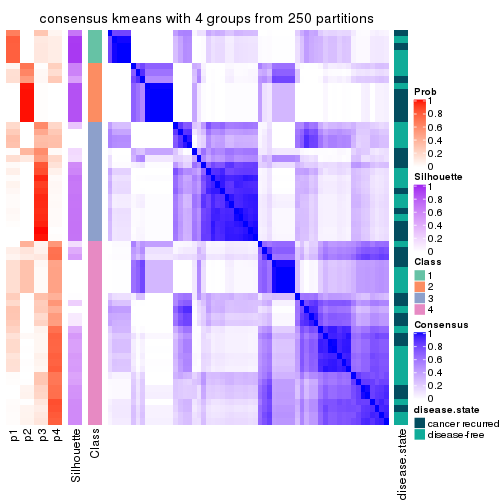 consensus kmeans with 4 groups from 250 partitions
Prob
1
0.8
0.6
0.4
0.2
0
Silhouette
1
0.8
0.6
0.4
0.2
0
Class
1
2
3
4
Consensus
1
0.8
0.6
0.4
0.2
0
disease.state
cancer recurred
disease-free
p1
p2
p3
p4
Silhouette
Class
disease.state